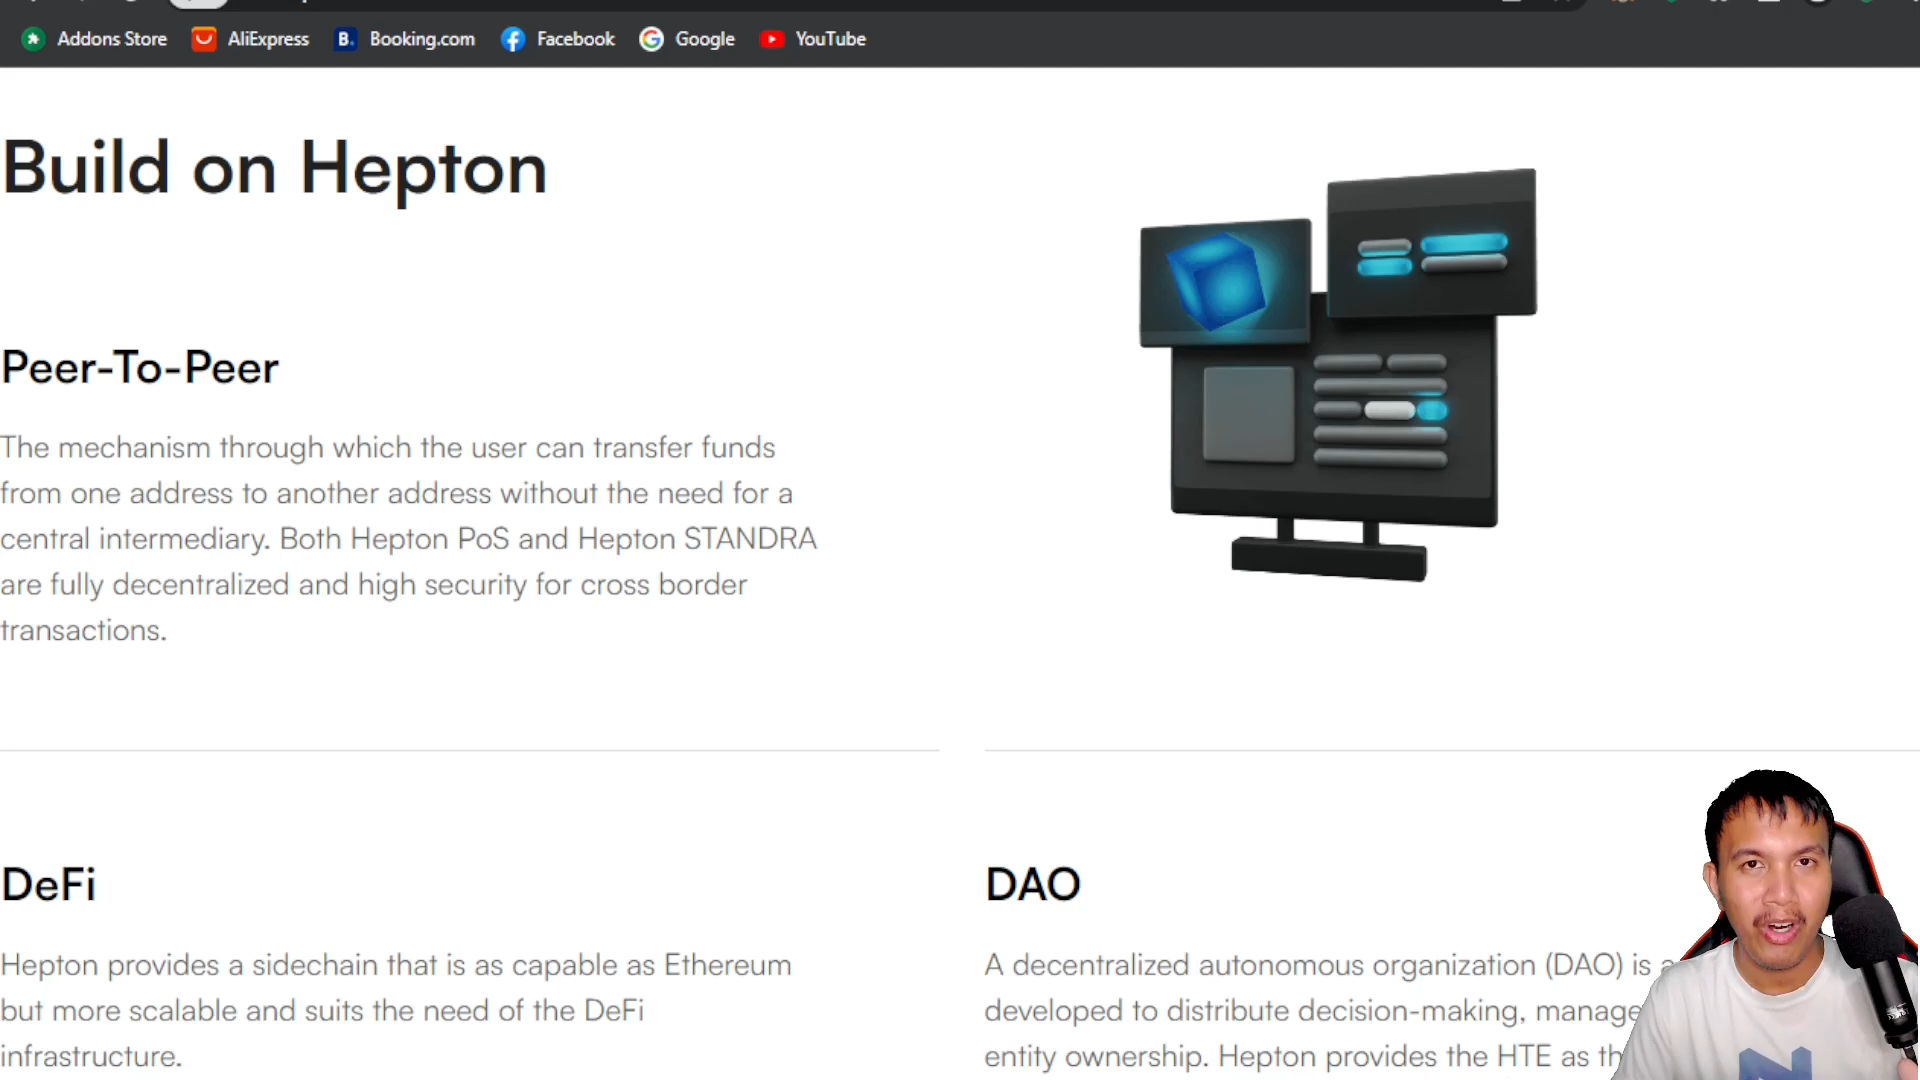 Addons Store AliExpress B. Booking.com Facebook Google YouTube
Build on Hepton
Peer-To-Peer
The mechanism through which the user can transfer funds
from one address to another address without the need for a
central intermediary. Both Hepton PoS and Hepton STANDRA
are fully decentralized and high security for cross border
transactions.
DeFi
Hepton provides a sidechain that is as capable as Ethereum
but more scalable and suits the need of the DeFi
infrastructure.
DAO
A decentralized autonomous organization (DAO) is
developed to distribute decision-making,
entity ownership. Hepton provides the HTE as